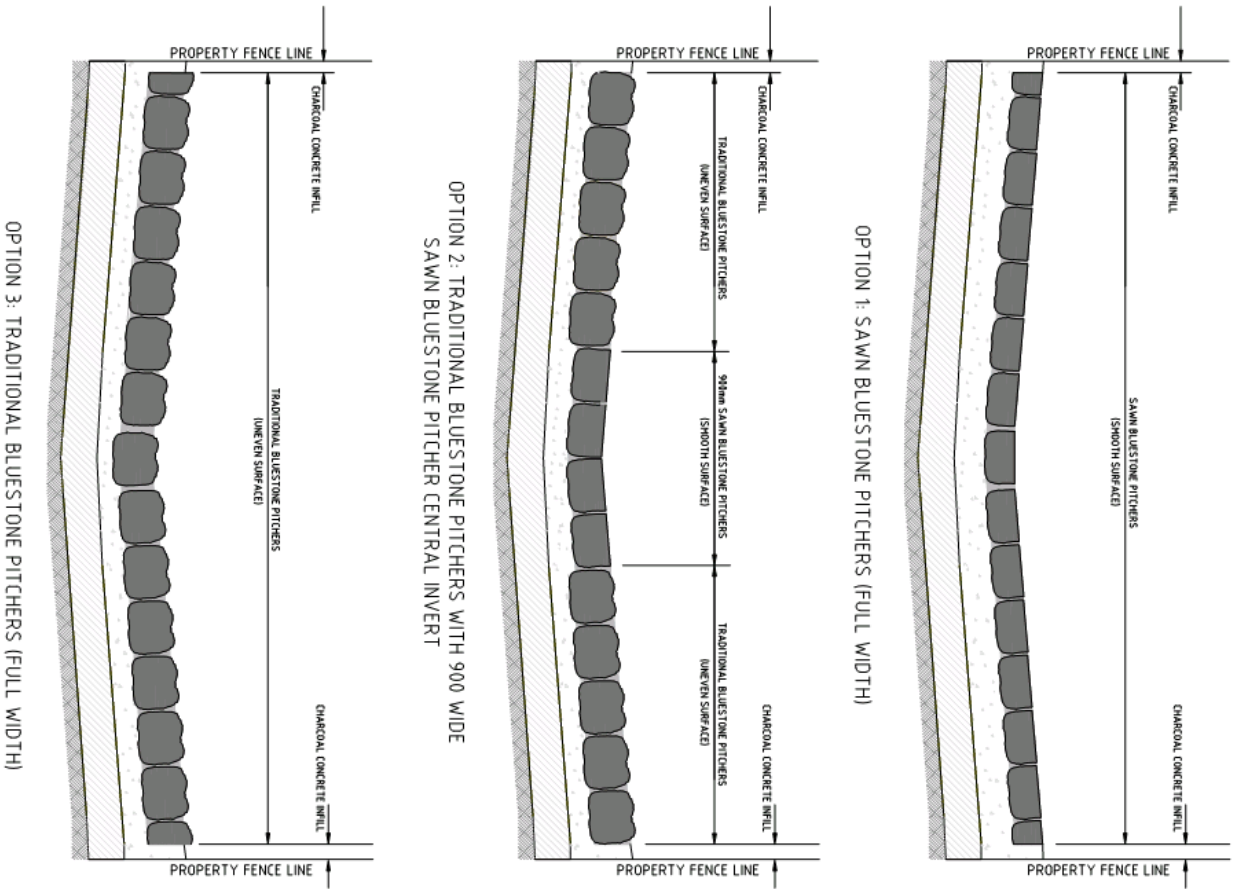 PROPERTY FENCE LINE
CHARCOAL CONCRETE INFILL
SAWN BLUESTONE PITCHERS
(SMOOTH SURFACE)
CHARCOAL CONCRETE INFILL
PROPERTY FENCE LINE
OPTION 1: SAWN BLUESTONE PITCHERS (FULL WIDTH)
PROPERTY FENCE LINE
CHARCOAL CONCRETE INFILL
TRADITIONAL BLUESTONE PITCHERS
(UNEVEN SURFACE)
900mm SAWN BLUESTONE PITCHERS
(SMOOTH SURFACE)
TRADITIONAL BLUESTONE PITCHERS
(UNEVEN SURFACE)
CHARCOAL CONCRETE INFILL
PROPERTY FENCE LINE
OPTION 2: TRADITIONAL BLUESTONE PITCHERS WITH 900 WIDE
SAWN BLUESTONE PITCHER CENTRAL INVERT
PROPERTY FENCE LINE
CHARCOAL CONCRETE INFILL
TRADITIONAL BLUESTONE PITCHERS
(UNEVEN SURFACE)
CHARCOAL CONCRETE INFILL
PROPERTY FENCE LINE
OPTION 3: TRADITIONAL BLUESTONE PITCHERS (FULL WIDTH)